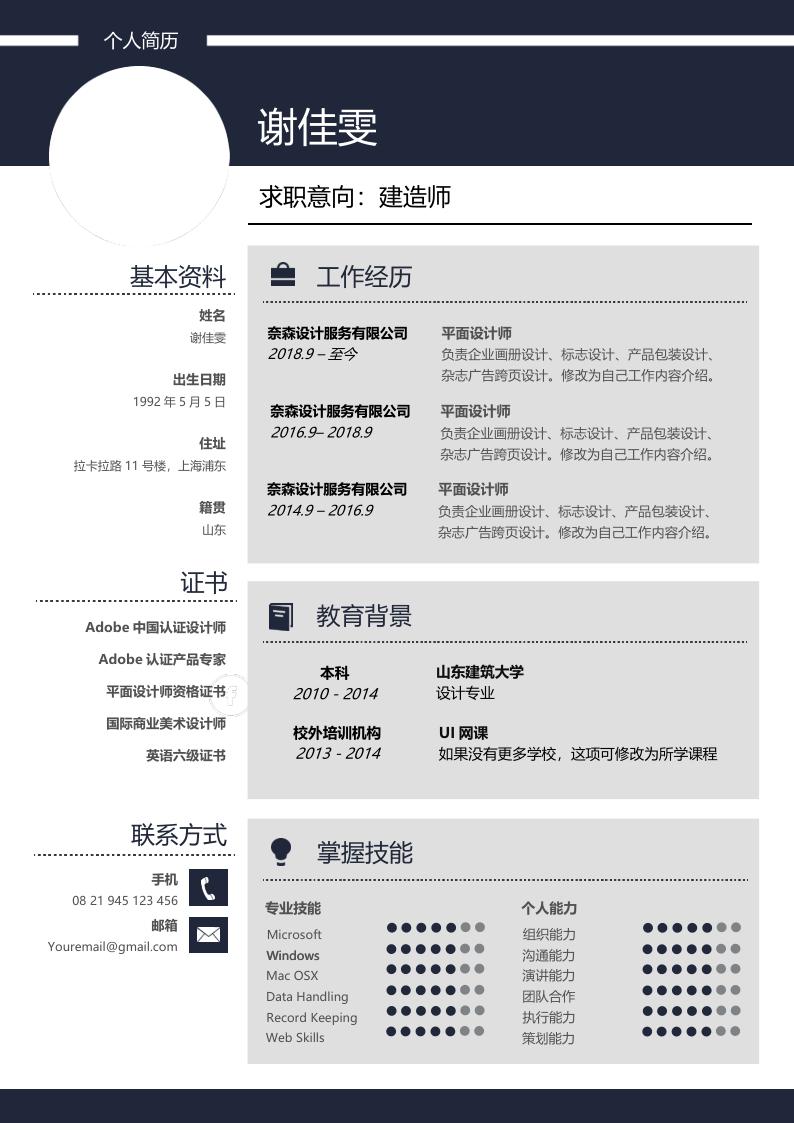 个人简历
谢佳雯
求职意向：建造师
基本资料
姓名
谢佳雯
出生日期
1992 年 5 月 5 日
住址
拉卡拉路 11 号楼，上海浦东
籍贯
山东
证书
Adobe 中国认证设计师
Adobe 认证产品专家
平面设计师资格证书
国际商业美术设计师
英语六级证书
联系方式
手机
08 21 945 123 456
邮箱
Youremail@gmail.com
工作经历
奈森设计服务有限公司
2018.9 – 至今
平面设计师
负责企业画册设计、标志设计、产品包装设计、
杂志广告跨页设计。修改为自己工作内容介绍。
奈森设计服务有限公司
2016.9– 2018.9
平面设计师
负责企业画册设计、标志设计、产品包装设计、
杂志广告跨页设计。修改为自己工作内容介绍。
奈森设计服务有限公司
2014.9 – 2016.9
平面设计师
负责企业画册设计、标志设计、产品包装设计、
杂志广告跨页设计。修改为自己工作内容介绍。
教育背景
本科
2010 - 2014
山东建筑大学
设计专业
校外培训机构
2013 - 2014
UI 网课
如果没有更多学校，这项可修改为所学课程
掌握技能
专业技能
Microsoft
Windows
Mac OSX
Data Handling
Record Keeping
Web Skills
个人能力
组织能力
沟通能力
演讲能力
团队合作
执行能力
策划能力